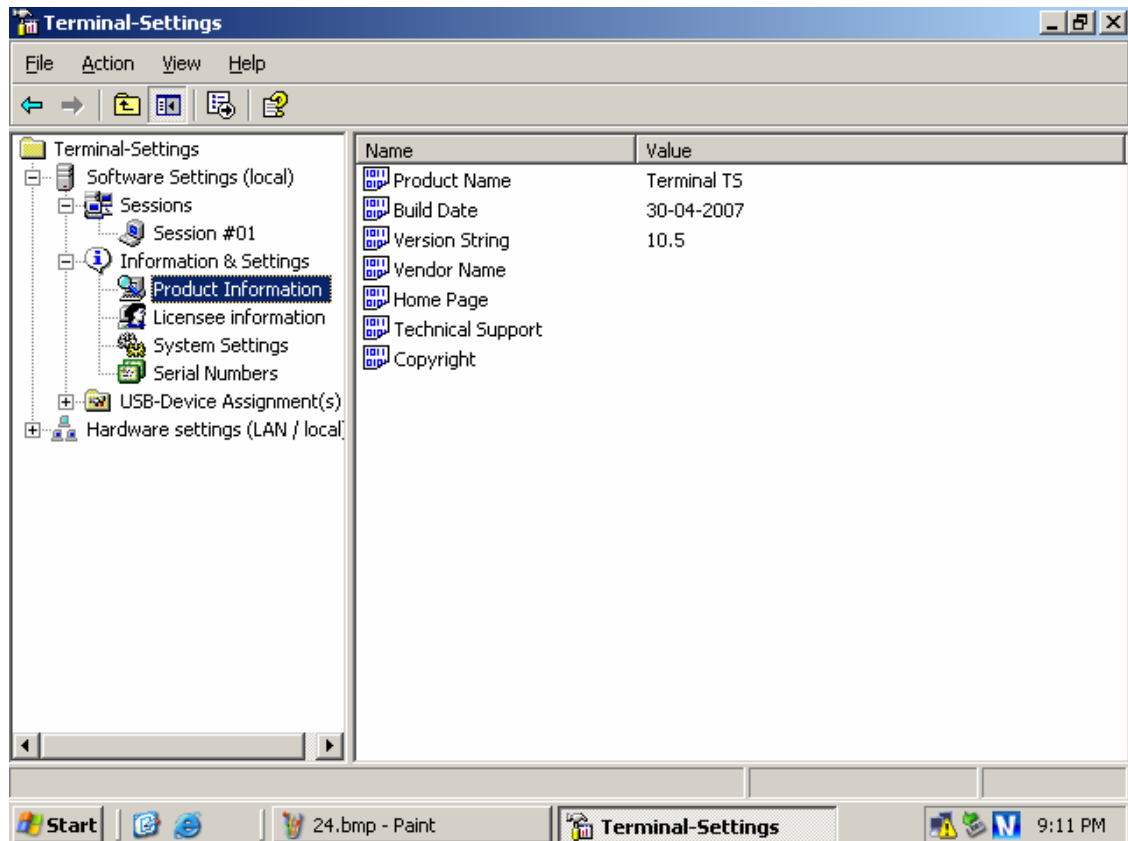 Terminal-Settings
File Action View Help
Terminal-Settings
Software Settings (local)
Sessions
Session #01
Information & Settings
Product Information
Licensee information
System Settings
Serial Numbers
USB-Device Assignment(s)
Hardware settings (LAN / local)
Name Value
Product Name Terminal TS
Build Date 30-04-2007
Version String 10.5
Vendor Name
Home Page
Technical Support
Copyright
Start 24.bmp - Paint Terminal-Settings N 9:11 PM